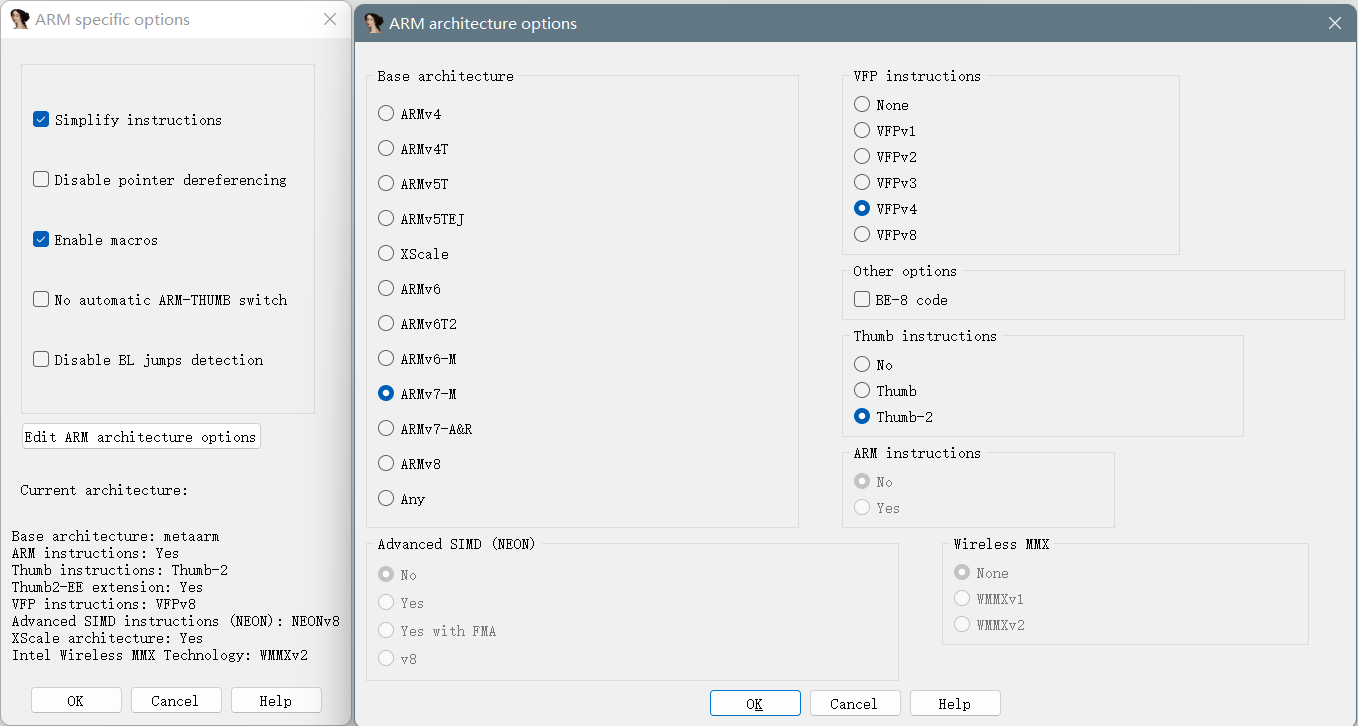 ARM specific options
Simplify instructions
Disable pointer dereferencing
Enable macros
No automatic ARM-THUMB switch
Disable BL jumps detection
Edit ARM architecture options
Current architecture:
Base architecture: metaarm
ARM instructions: Yes
Thumb instructions: Thumb-2
Thumb2-EE extension: Yes
VFP instructions: VFPv8
Advanced SIMD instructions (NEON): NEONv8
XScale architecture: Yes
Intel Wireless MMX Technology: WMMXv2
OK Cancel Help
ARM architecture options
Base architecture
ARMv4
ARMv4T
ARMv5T
ARMv5TEJ
XScale
ARMv6
ARMv6T2
ARMv6-M
ARMv7-M
ARMv7-A&R
ARMv8
Any
VFP instructions
None
VFPv1
VFPv2
VFPv3
VFPv4
VFPv8
Other options
BE-8 code
Thumb instructions
No
Thumb
Thumb-2
ARM instructions
No
Yes
Advanced SIMD (NEON)
No
Yes
Yes with FMA
v8
Wireless MMX
None
WMMXv1
WMMXv2
OK Cancel Help